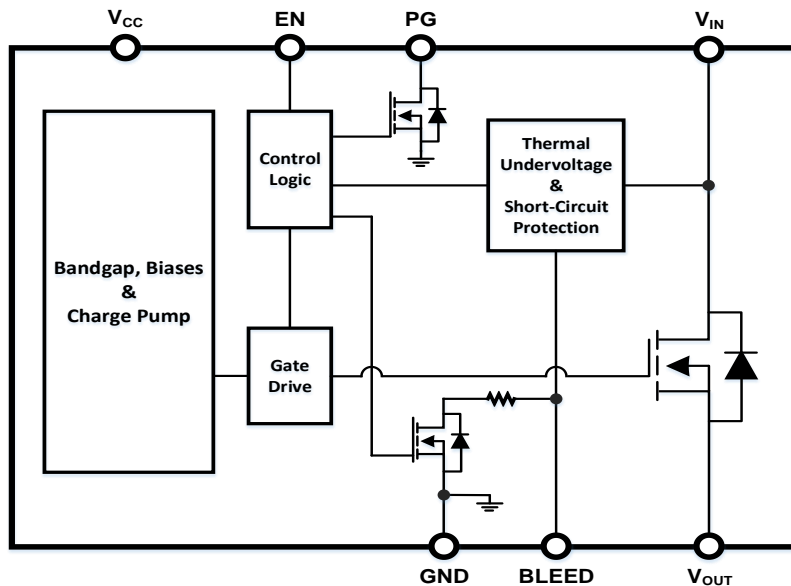 VCC
EN
PG
VIN
Control
Logic
Thermal
Undervoltage
&
Short-Circuit
Protection
Bandgap, Biases
&
Charge Pump
Gate
Drive
GND
BLEED
VOUT